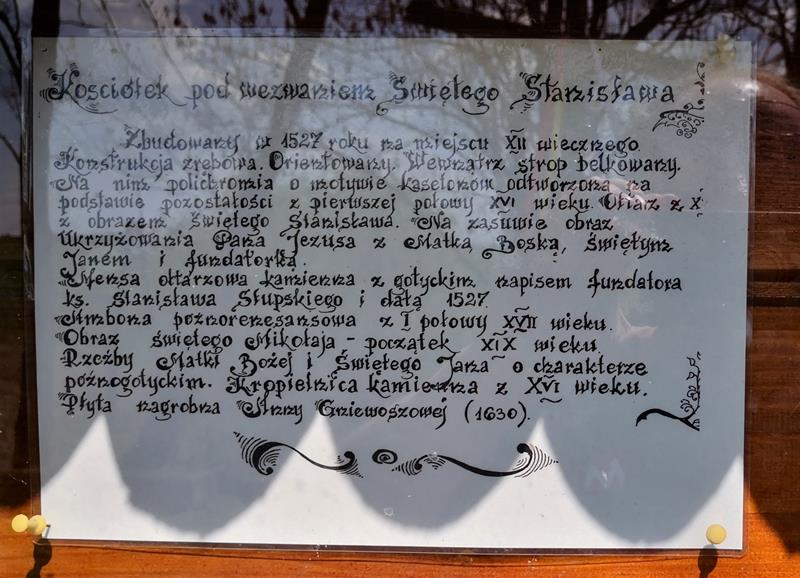 Kościółek pod wezwaniem Świętego Stanisława
Zbudowany w 1527 roku na miejscu XII wiecznego.
Konstrukcja zrębowa. Orientowany. Wewnątrz strop belkowany.
Na nim polichromia o motywie kasetonów odtworzona na
podstawie pozostałości z pierwszej połowy XVI wieku. Ołtarz z
z obrazem świętego Stanisława. Na zasuwie obraz
Ukrzyżowania Pana Jezusa z Matką Boską, świętym
Janem i fundatorką.
Mensa ołtarzowa kamienna z gotyckim napisem fundatora
ks. Stanisława Słupskiego i datą 1527.
Ambona późnorenesansowa z I połowy XVII wieku.
Obraz świętego Mikołaja - początek XIX wieku.
Rzeźby Matki Bożej i Świętego Jana o charakterze
późnogotyckim. Kropielnica kamienna z XVI wieku.
Płyta nagrobna Anny Gniewoszowej (1630).